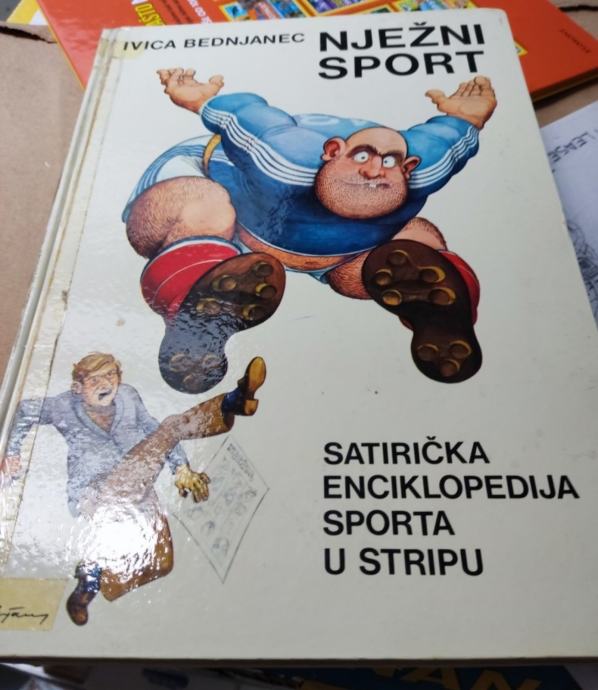 IVICA BEDNJANEC
NJEŽNI
SPORT
SATIRIČKA
ENCIKLOPEDIJA
SPORTA
U STRIPU